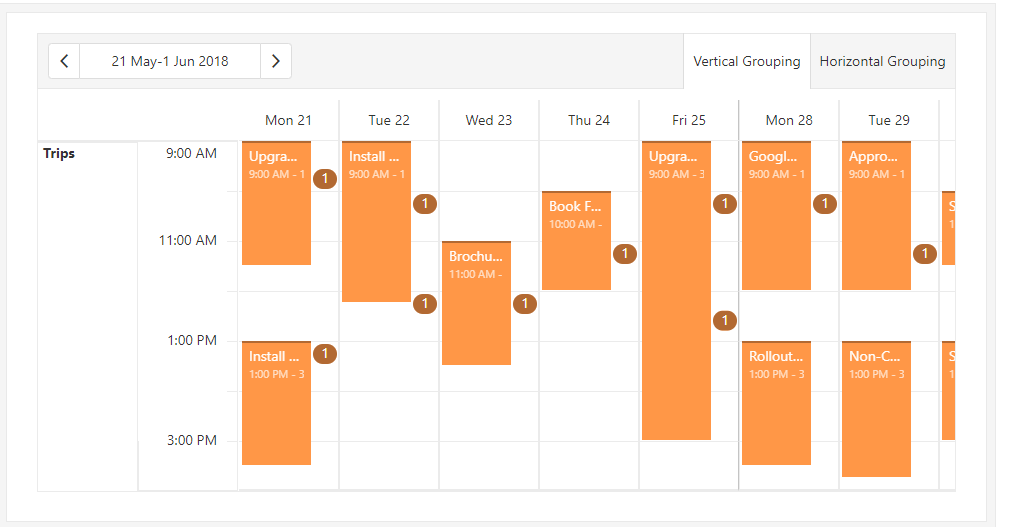 21 May-1 Jun 2018
Vertical Grouping Horizontal Grouping
Mon 21 Tue 22 Wed 23 Thu 24 Fri 25 Mon 28 Tue 29
Trips 9:00 AM Upgra... Install ... Upgra... Googl... Appro...
9:00 AM - 1 9:00 AM - 1 9:00 AM - 3 9:00 AM - 1 9:00 AM - 1
1
1 1 1
Book F... S
10:00 AM - 1
11:00 AM
1 1
Brochu...
11:00 AM -
1 1
1
1:00 PM
Install ... 1 Rollout... Non-C... S
1:00 PM - 3 1:00 PM - 3 1:00 PM - 3 1
3:00 PM